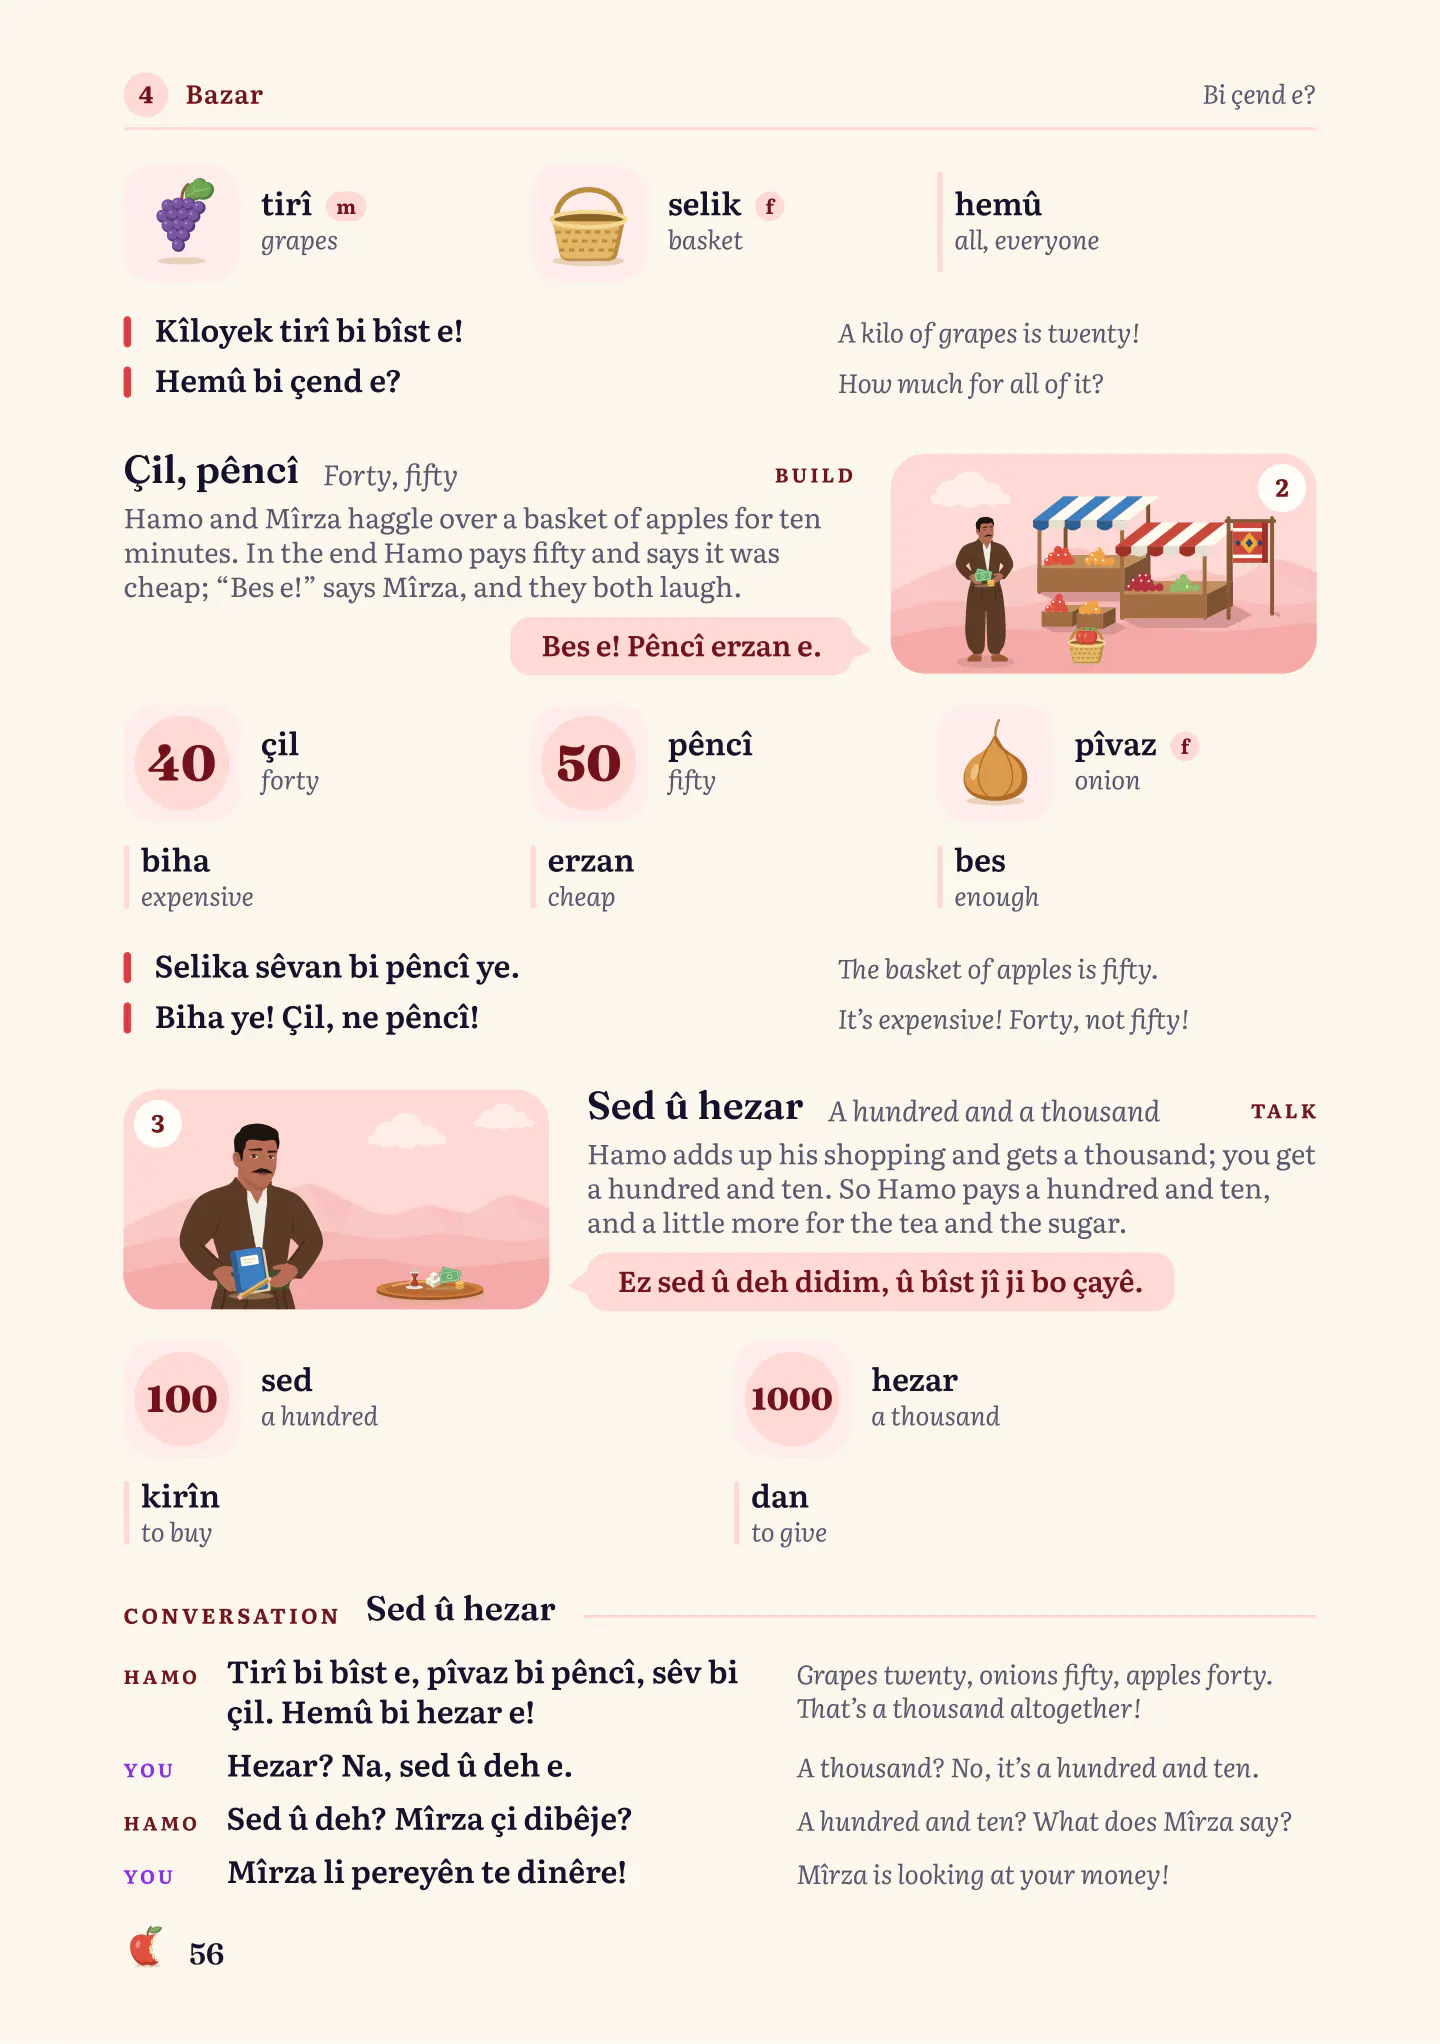 4 Bazar
Bi çend e?
tirî m
grapes
selik f
basket
hemû
all, everyone
Kîloyek tirî bi bîst e!
A kilo of grapes is twenty!
Hemû bi çend e?
How much for all of it?
Çil, pêncî Forty, fifty BUILD
Hamo and Mîrza haggle over a basket of apples for ten
minutes. In the end Hamo pays fifty and says it was
cheap; “Bes e!” says Mîrza, and they both laugh.
Bes e! Pêncî erzan e.
2
40
çil
forty
50
pêncî
fifty
pîvaz f
onion
biha
expensive
erzan
cheap
bes
enough
Selika sêvan bi pêncî ye.
The basket of apples is fifty.
Biha ye! Çil, ne pêncî!
It’s expensive! Forty, not fifty!
3
Sed û hezar A hundred and a thousand TALK
Hamo adds up his shopping and gets a thousand; you get
a hundred and ten. So Hamo pays a hundred and ten,
and a little more for the tea and the sugar.
Ez sed û deh didim, û bîst jî ji bo çayê.
100
sed
a hundred
1000
hezar
a thousand
kirîn
to buy
dan
to give
CONVERSATION Sed û hezar
HAMO Tirî bi bîst e, pîvaz bi pêncî, sêv bi
çil. Hemû bi hezar e!
Grapes twenty, onions fifty, apples forty.
That’s a thousand altogether!
YOU Hezar? Na, sed û deh e.
A thousand? No, it’s a hundred and ten.
HAMO Sed û deh? Mîrza çi dibêje?
A hundred and ten? What does Mîrza say?
YOU Mîrza li pereyên te dinêre!
Mîrza is looking at your money!
56